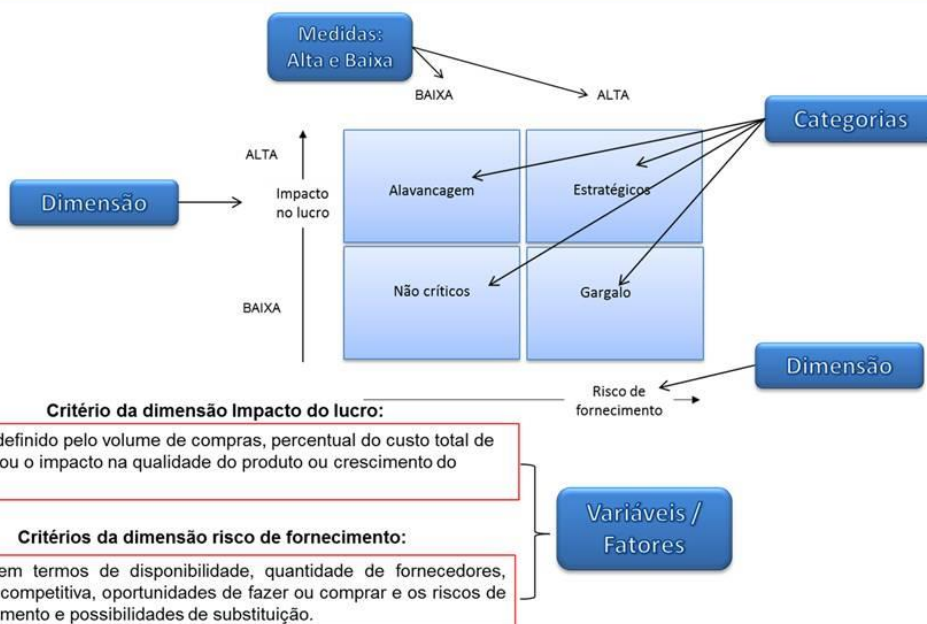 Medidas:
Alta e Baixa
BAIXA
ALTA
Categorias
ALTA
Dimensão
Impacto
no lucro
Alavancagem
Estratégicos
BAIXA
Não críticos
Gargalo
Dimensão
Risco de
fornecimento
Critério da dimensão Impacto do lucro:
definido pelo volume de compras, percentual do custo total de
ou o impacto na qualidade do produto ou crescimento do
Variáveis /
Fatores
Critérios da dimensão risco de fornecimento:
em termos de disponibilidade, quantidade de fornecedores,
competitiva, oportunidades de fazer ou comprar e os riscos de
mento e possibilidades de substituição.